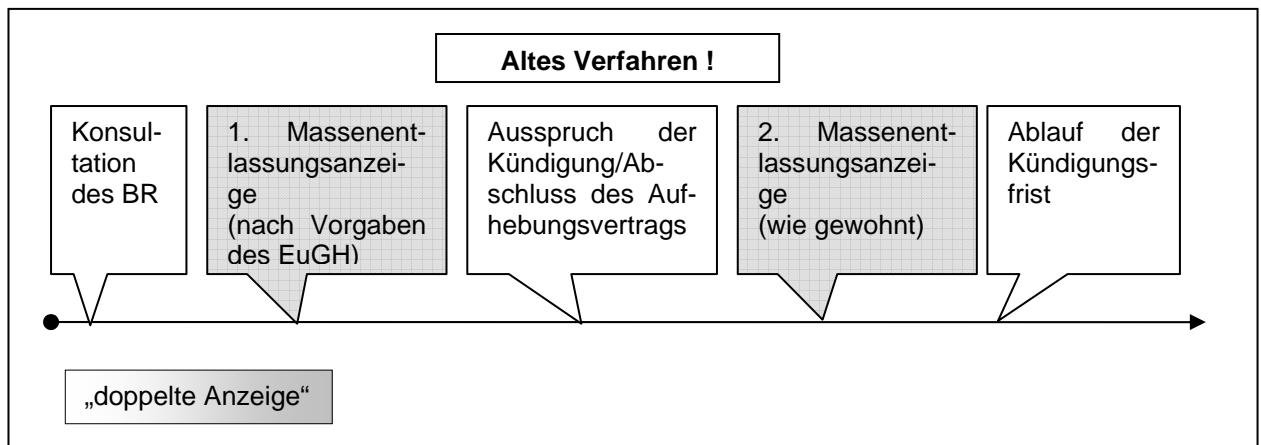 Altes Verfahren !
Konsul-
tation
des BR
1. Massenent-
lassungsanzei-
ge
(nach Vorgaben
des EuGH)
Ausspruch der
Kündigung/Ab-
schluss des Auf-
hebungsvertrags
2. Massenent-
lassungsanzei-
ge
(wie gewohnt)
Ablauf der
Kündigungs-
frist
„doppelte Anzeige“